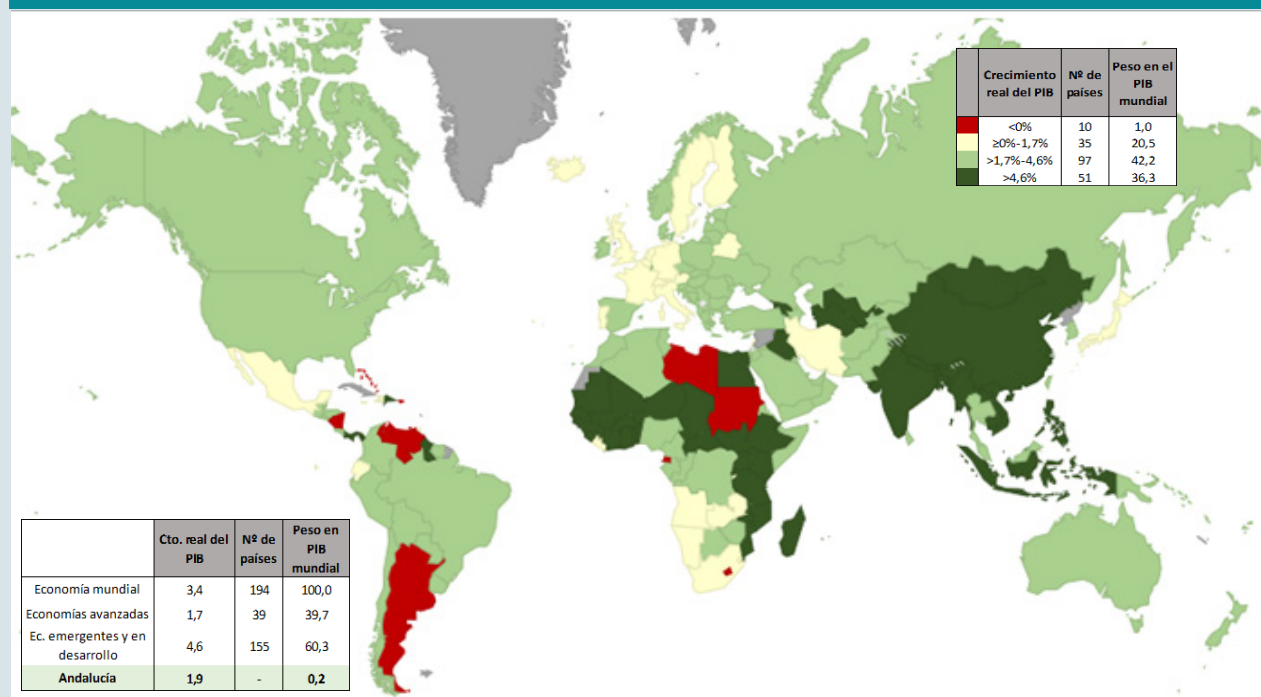 Crecimiento real del PIB | Nº de países | Peso en el PIB mundial
<0% | 10 | 1,0
≥0%-1,7% | 35 | 20,5
>1,7%-4,6% | 97 | 42,2
>4,6% | 51 | 36,3
Cto. real del PIB | Nº de países | Peso en PIB mundial
Economía mundial | 3,4 | 194 | 100,0
Economías avanzadas | 1,7 | 39 | 39,7
Ec. emergentes y en desarrollo | 4,6 | 155 | 60,3
Andalucía | 1,9 | - | 0,2